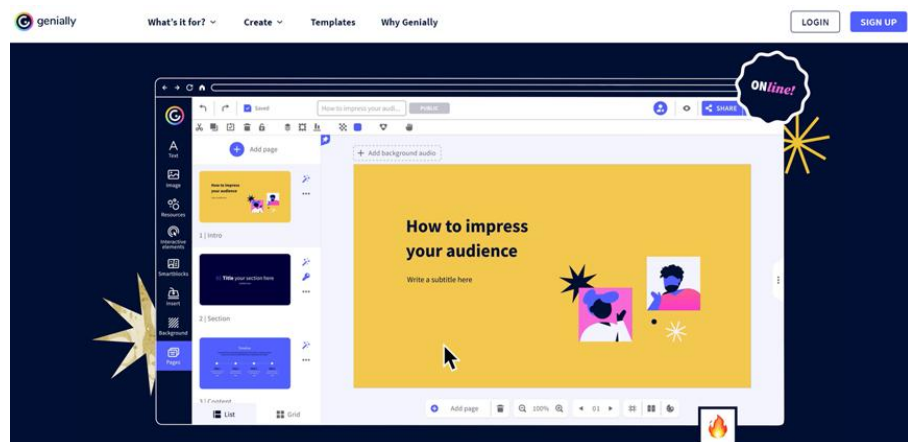 genially
What's it for?
Create
Templates
Why Genially
LOGIN
SIGN UP
ONline!
Saved
How to impress your audi...
PUBLIC
SHARE
Text
Image
Resources
Interactive
elements
Smartblocks
Insert
Background
Pages
Add page
How to impress
your audience
1 | Intro
Title your section here
2 | Section
Timeline
3 | Content
List
Grid
Add background audio
How to impress
your audience
Write a subtitle here
Add page
100%
01